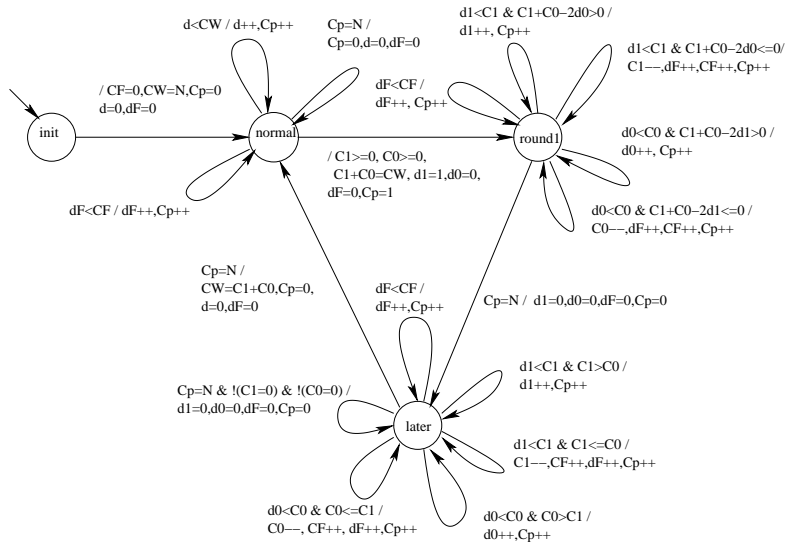 d<CW / d++,Cp++
Cp=N /
Cp=0,d=0,dF=0
d1<C1 & C1+C0−2d0>0 /
d1++, Cp++
d1<C1 & C1+C0−2d0<=0/
C1−−,dF++,CF++,Cp++
/ CF=0,CW=N,Cp=0
d=0,dF=0
dF<CF /
dF++, Cp++
init
normal
round1
d0<C0 & C1+C0−2d1>0 /
d0++, Cp++
/ C1>=0, C0>=0,
C1+C0=CW, d1=1,d0=0,
dF=0,Cp=1
dF<CF / dF++,Cp++
d0<C0 & C1+C0−2d1<=0 /
C0−−,dF++,CF++,Cp++
Cp=N /
CW=C1+C0,Cp=0,
d=0,dF=0
dF<CF /
dF++,Cp++
Cp=N / d1=0,d0=0,dF=0,Cp=0
d1<C1 & C1>C0 /
d1++,Cp++
Cp=N & !(C1=0) & !(C0=0) /
d1=0,d0=0,dF=0,Cp=0
later
d1<C1 & C1<=C0 /
C1−−,CF++,dF++,Cp++
d0<C0 & C0<=C1 /
C0−−, CF++, dF++,Cp++
d0<C0 & C0>C1 /
d0++,Cp++